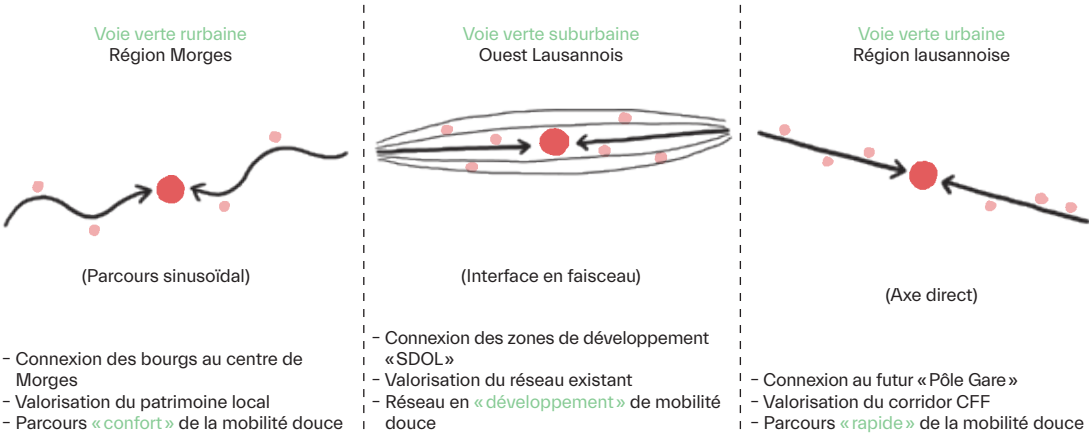 Voie verte rurbaine
Région Morges
(Parcours sinusoïdal)
– Connexion des bourgs au centre de
Morges
– Valorisation du patrimoine local
– Parcours «confort» de la mobilité douce
Voie verte suburbaine
Ouest Lausannois
(Interface en faisceau)
– Connexion des zones de développement
«SDOL»
– Valorisation du réseau existant
– Réseau en «développement» de mobilité
douce
Voie verte urbaine
Région lausannoise
(Axe direct)
– Connexion au futur «Pôle Gare»
– Valorisation du corridor CFF
– Parcours «rapide» de la mobilité douce